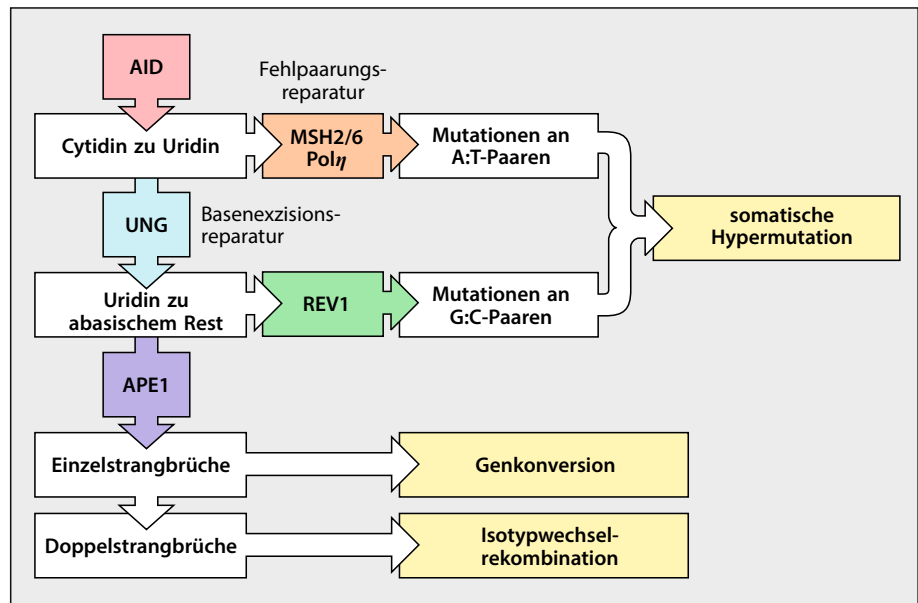 AID
Fehlpaarungs-
reparatur
Cytidin zu Uridin
MSH2/6
Polη
Mutationen an
A:T-Paaren
UNG
Basenexzisions-
reparatur
somatische
Hypermutation
Uridin zu
abasischem Rest
REV1
Mutationen an
G:C-Paaren
APE1
Einzelstrangbrüche
Genkonversion
Doppelstrangbrüche
Isotypwechsel-
rekombination